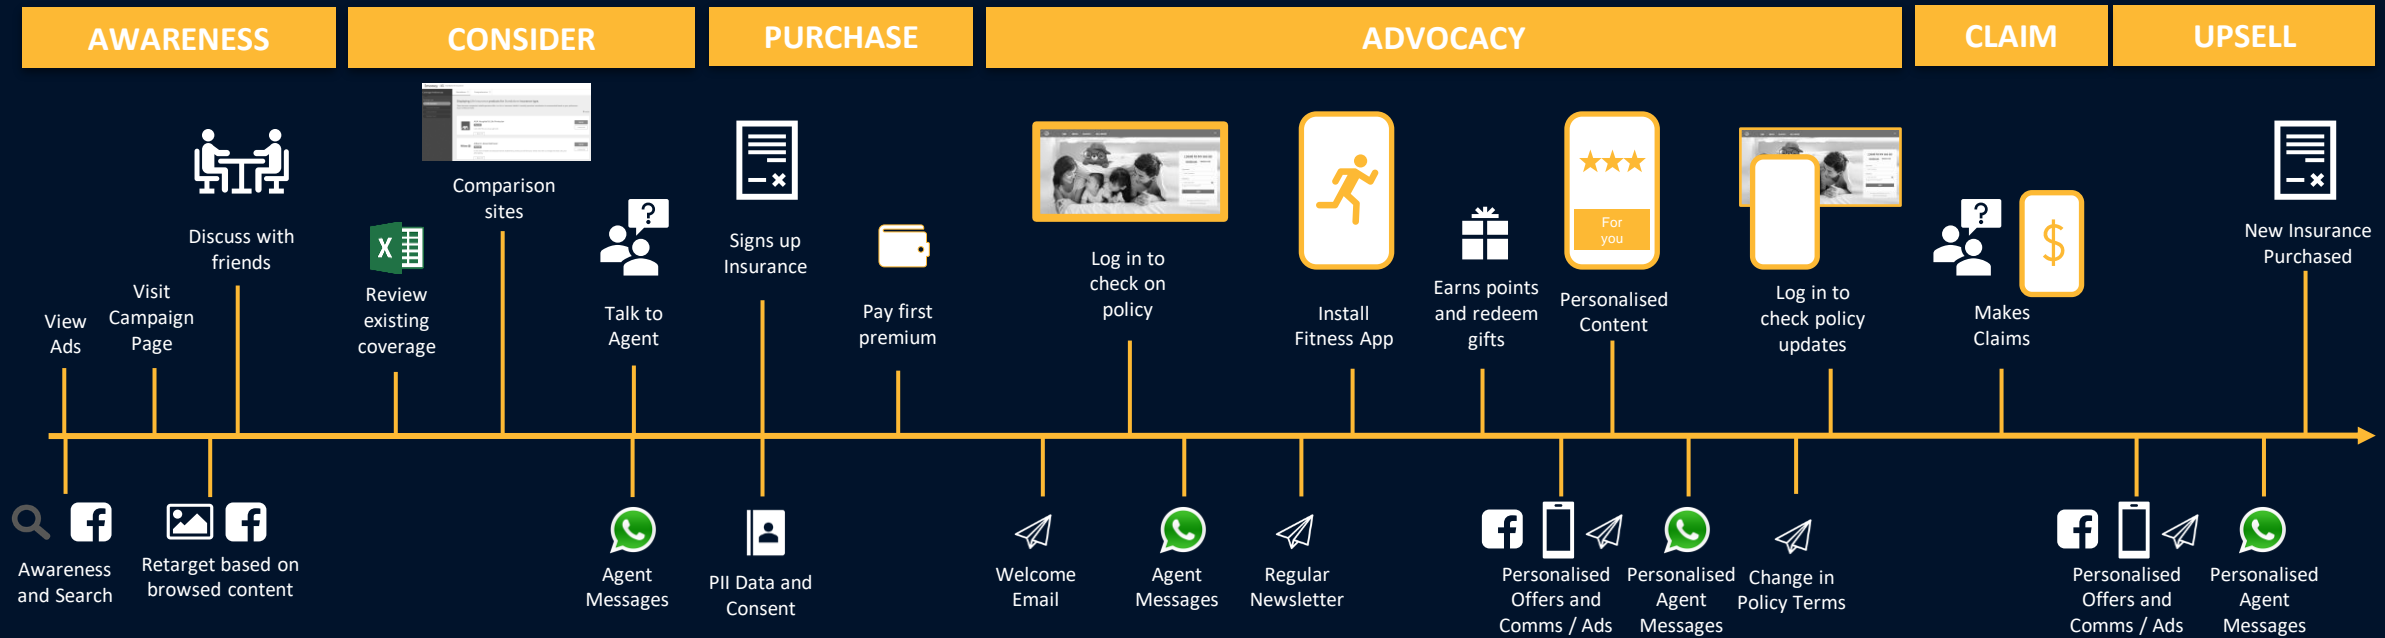 AWARENESS
CONSIDER
PURCHASE
ADVOCACY
CLAIM
UPSELL
View
Ads
Visit
Campaign
Page
Discuss with
friends
X
Review
existing
coverage
Comparison
sites
?
Talk to
Agent
Signs up
Insurance
Pay first
premium
Log in to
check on
policy
Install
Fitness App
Earns points
and redeem
gifts
For
you
Personalised
Content
Log in to
check policy
updates
?
$
Makes
Claims
New Insurance
Purchased
f
Awareness
and Search
f
Retarget based on
browsed content
Agent
Messages
PII Data and
Consent
Welcome
Email
Agent
Messages
Regular
Newsletter
f
Personalised
Offers and
Comms / Ads
Personalised
Agent
Messages
Change in
Policy Terms
f
Personalised
Offers and
Comms / Ads
Personalised
Agent
Messages